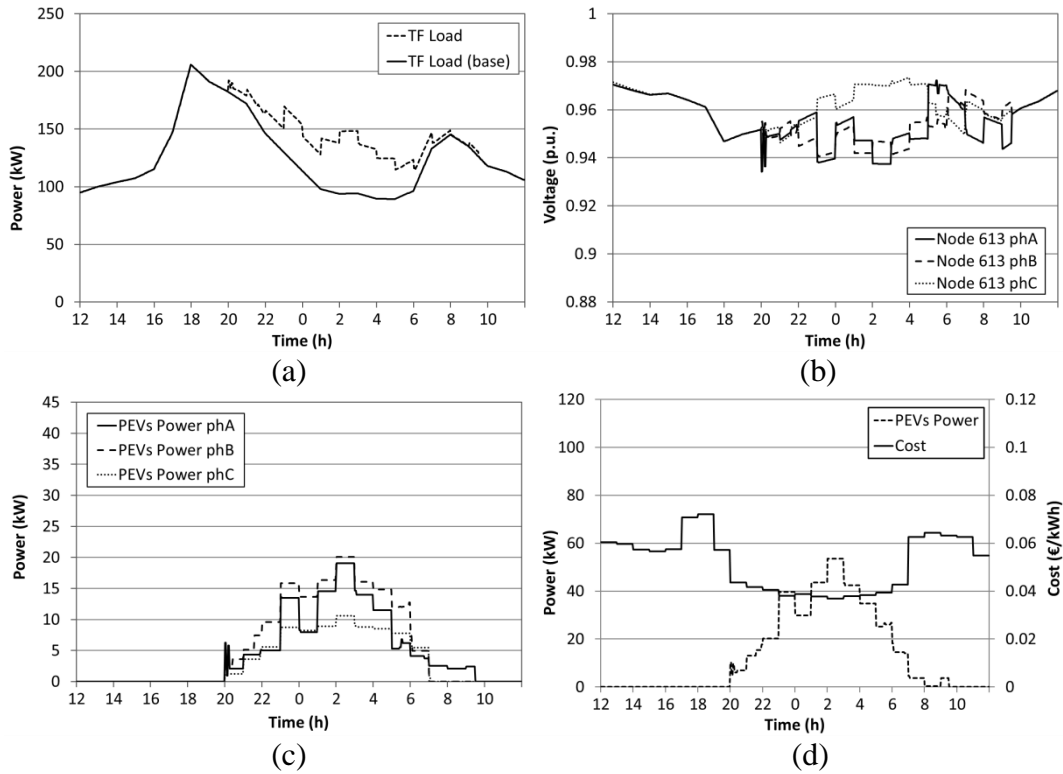 250
200
150
100
50
0
Power (kW)
TF Load
TF Load (base)
12 14 16 18 20 22 0 2 4 6 8 10
Time (h)
(a)
1
0.98
0.96
0.94
0.92
0.9
0.88
Voltage (p.u.)
Node 613 phA
Node 613 phB
Node 613 phC
12 14 16 18 20 22 0 2 4 6 8 10
Time (h)
(b)
45
40
35
30
25
20
15
10
5
0
Power (kW)
PEVs Power phA
PEVs Power phB
PEVs Power phC
12 14 16 18 20 22 0 2 4 6 8 10
Time (h)
(c)
120
100
80
60
40
20
0
Power (kW)
PEVs Power
Cost
0.12
0.1
0.08
0.06
0.04
0.02
0
Cost (€/kWh)
12 14 16 18 20 22 0 2 4 6 8 10
Time (h)
(d)